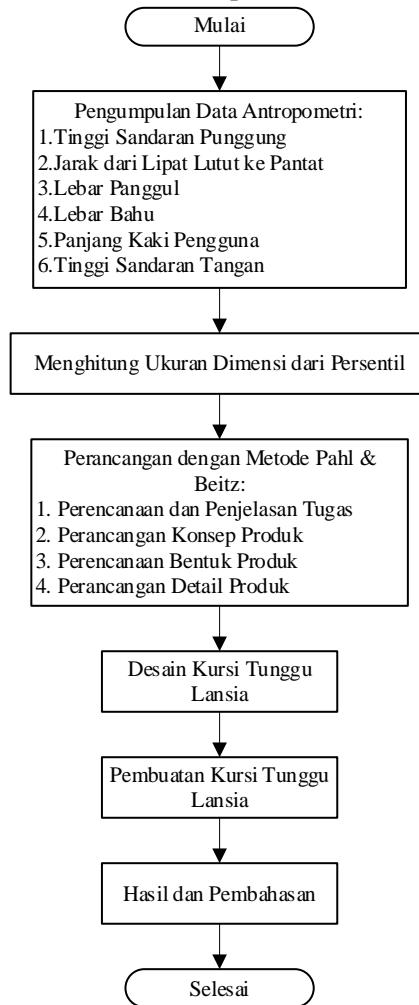 Mulai
Pengumpulan Data Antropometri:
1.Tinggi Sandaran Punggung
2.Jarak dari Lipat Lutut ke Pantat
3.Lebar Panggul
4.Lebar Bahu
5.Panjang Kaki Pengguna
6.Tinggi Sandaran Tangan
Menghitung Ukuran Dimensi dari Persentil
Perancangan dengan Metode Pahl &
Beitz:
1. Perencanaan dan Penjelasan Tugas
2. Perancangan Konsep Produk
3. Perencanaan Bentuk Produk
4. Perancangan Detail Produk
Desain Kursi Tunggu
Lansia
Pembuatan Kursi Tunggu
Lansia
Hasil dan Pembahasan
Selesai